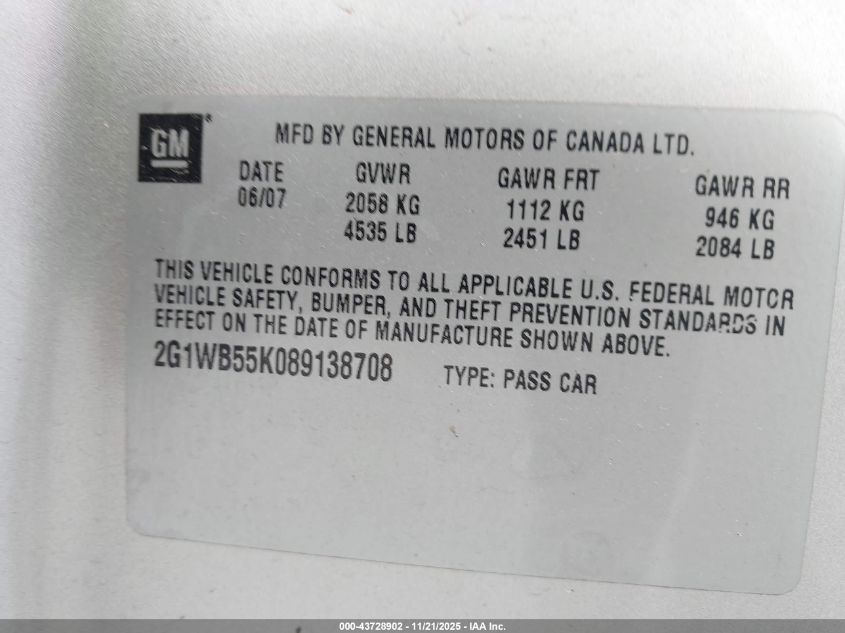 GM®
MFD BY GENERAL MOTORS OF CANADA LTD.
DATE GVWR GAWR FRT GAWR RR
06/07 2058 KG 1112 KG 946 KG
4535 LB 2451 LB 2084 LB
THIS VEHICLE CONFORMS TO ALL APPLICABLE U.S. FEDERAL MOTOR
VEHICLE SAFETY, BUMPER, AND THEFT PREVENTION STANDARDS IN
EFFECT ON THE DATE OF MANUFACTURE SHOWN ABOVE.
2G1WB55K089138708 TYPE: PASS CAR
000-43728902 - 11/21/2025 - IAA Inc.